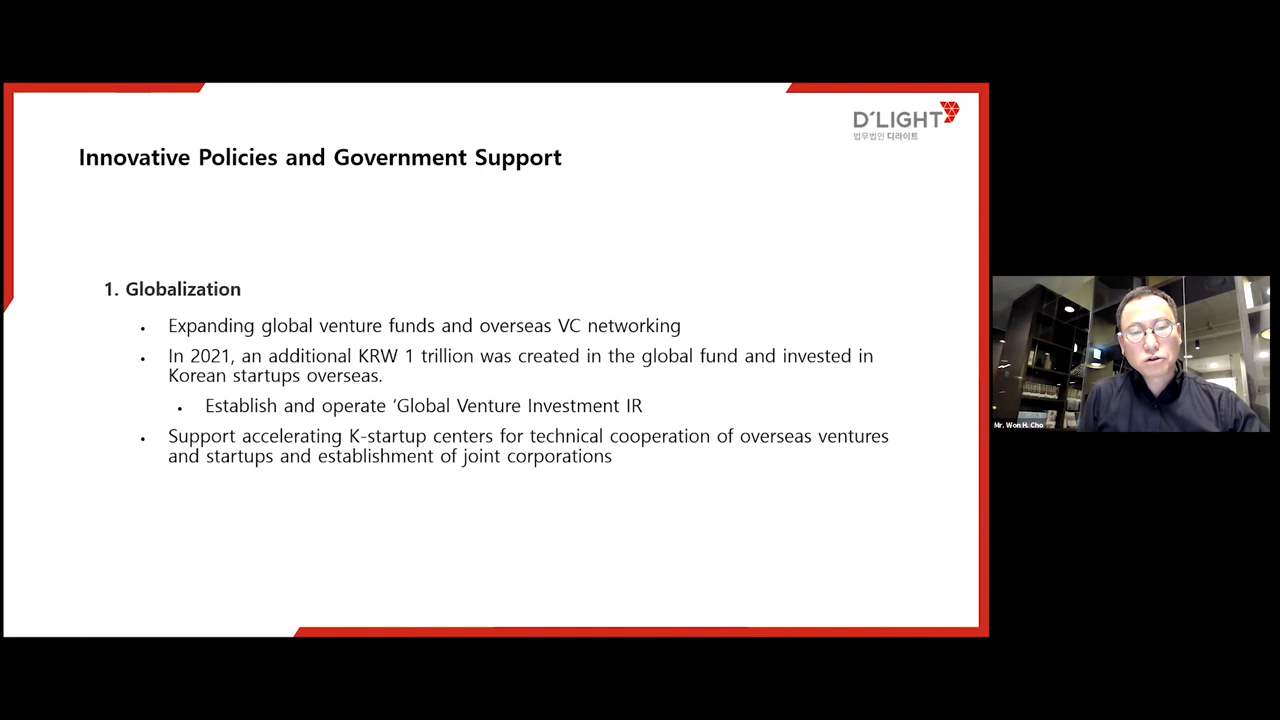 D´LIGHT
법무법인 디라이트
Innovative Policies and Government Support
1. Globalization
• Expanding global venture funds and overseas VC networking
• In 2021, an additional KRW 1 trillion was created in the global fund and invested in
Korean startups overseas.
• Establish and operate ‘Global Venture Investment IR
• Support accelerating K-startup centers for technical cooperation of overseas ventures
and startups and establishment of joint corporations
Mr. Won H. Cho